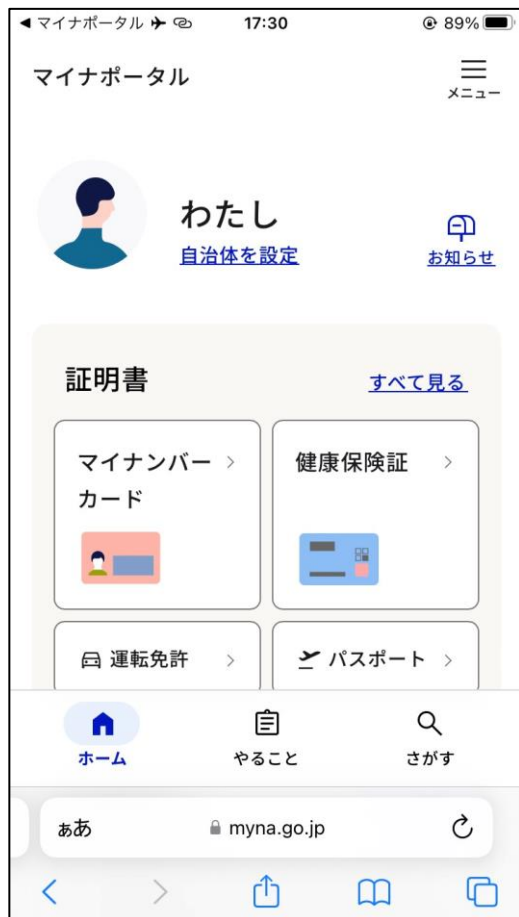 マイナポータル 17:30 89%
マイナポータル
メニュー
わたし
自治体を設定
お知らせ
証明書
すべて見る
マイナンバー
カード
健康保険証
運転免許
パスポート
ホーム
やること
さがす
ぁあ myna.go.jp